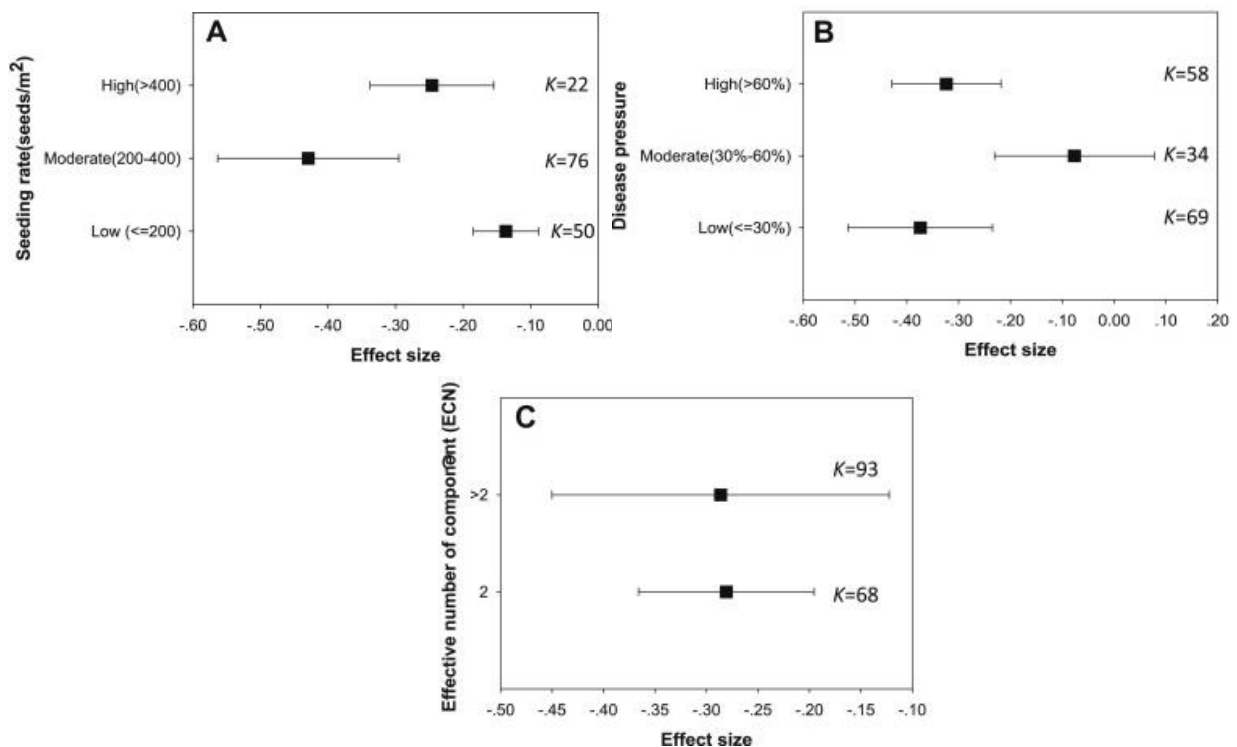 A
Seeding rate(seeds/m²)
High(>400)
K=22
Moderate(200-400)
K=76
Low (<=200)
K=50
-.60 -.50 -.40 -.30 -.20 -.10 0.00
Effect size
B
Disease pressure
High(>60%)
K=58
Moderate(30%-60%)
K=34
Low(<=30%)
K=69
-.60 -.50 -.40 -.30 -.20 -.10 0.00 .10 .20
Effect size
C
Effective number of component (ECN)
>2
K=93
2
K=68
-.50 -.45 -.40 -.35 -.30 -.25 -.20 -.15 -.10
Effect size